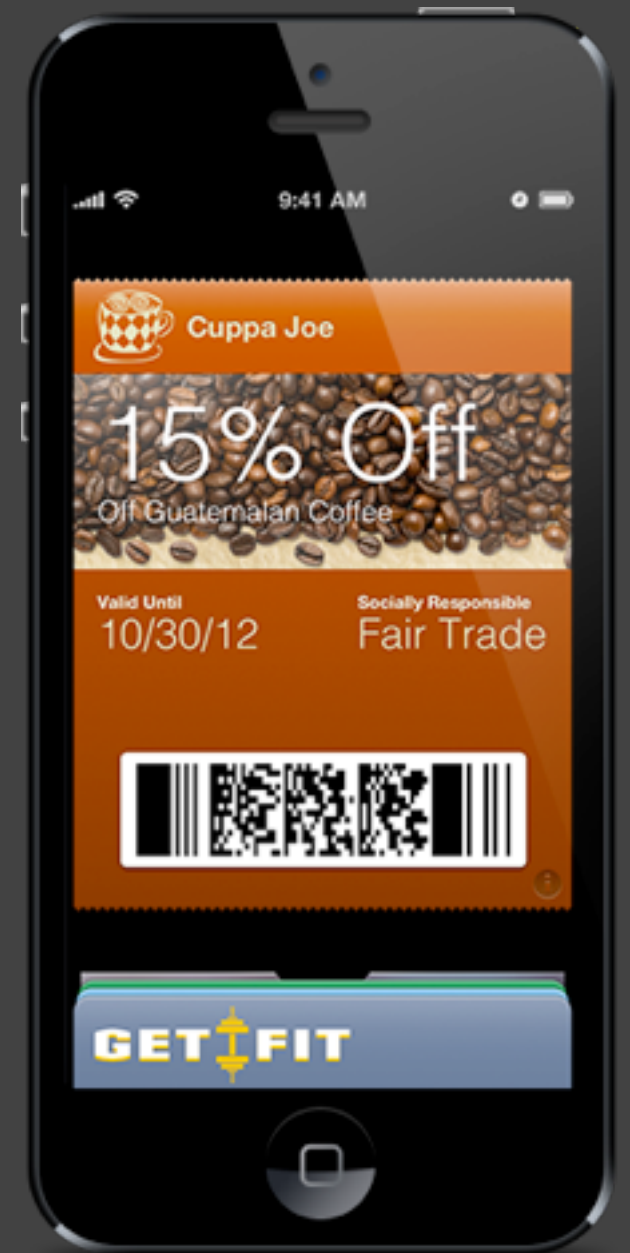 9:41 AM
Cuppa Joe
15% Off
Off Guatemalan Coffee
Valid Until
Socially Responsible
10/30/12
Fair Trade
GET FIT